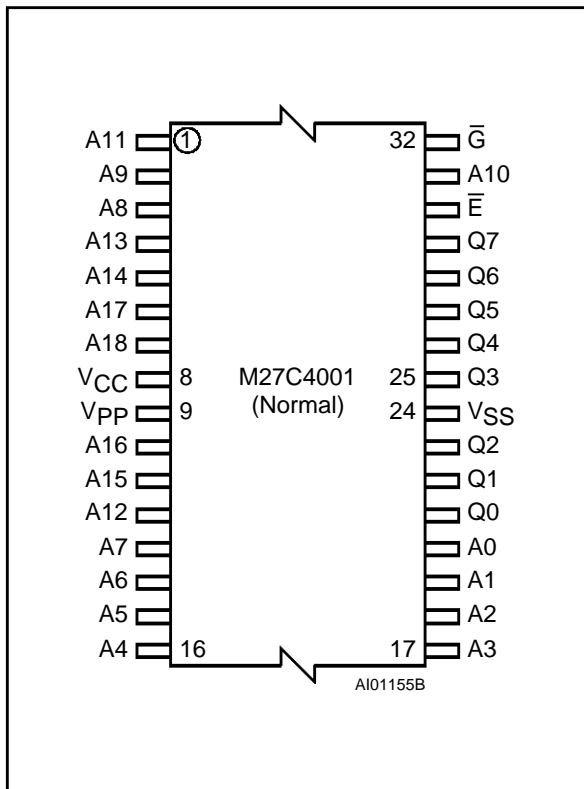 A11 1 32 G̅
A9 A10
A8 E̅
A13 Q7
A14 Q6
A17 Q5
A18 Q4
VCC 8 M27C4001 25 Q3
VPP 9 (Normal) 24 VSS
A16 Q2
A15 Q1
A12 Q0
A7 A0
A6 A1
A5 A2
A4 16 17 A3
AI01155B